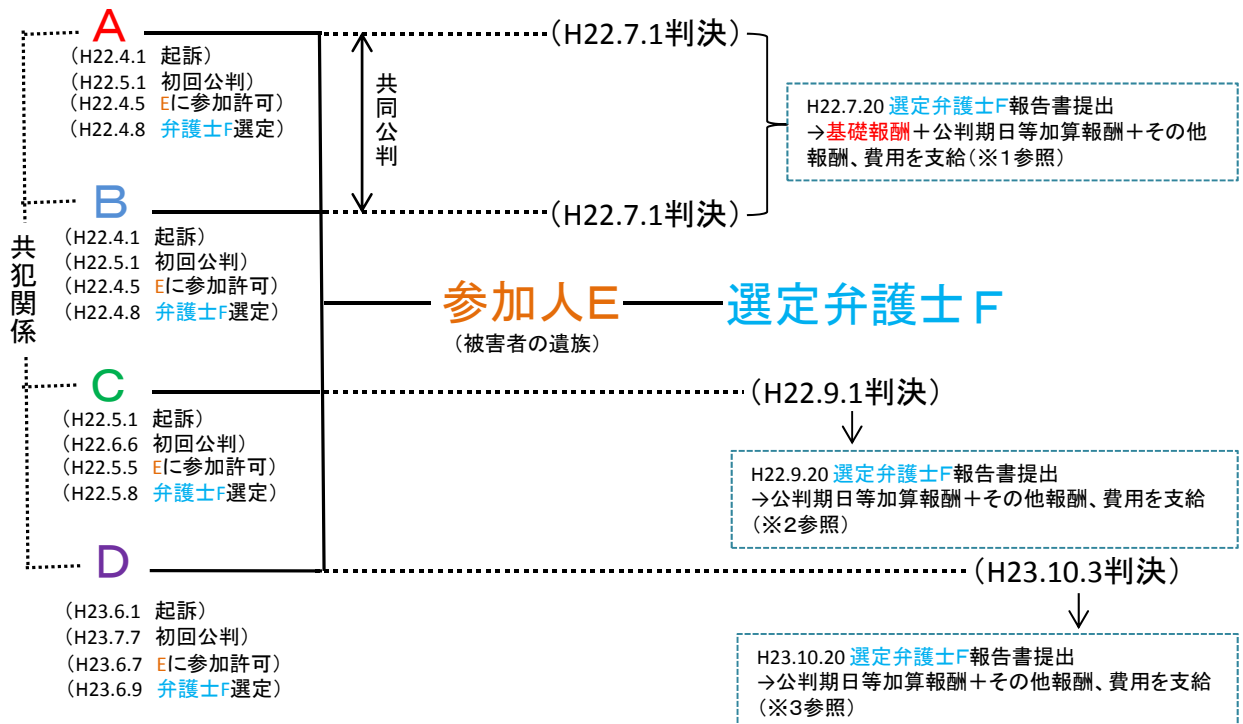 A
(H22.4.1 起訴)
(H22.5.1 初回公判)
(H22.4.5 Eに参加許可)
(H22.4.8 弁護士F選定)
共同公判
(H22.7.1判決)
H22.7.20 選定弁護士F報告書提出
→基礎報酬+公判期日等加算報酬+その他
報酬、費用を支給(※1参照)
B
(H22.4.1 起訴)
(H22.5.1 初回公判)
(H22.4.5 Eに参加許可)
(H22.4.8 弁護士F選定)
(H22.7.1判決)
共犯関係
参加人E
(被害者の遺族)
選定弁護士F
C
(H22.5.1 起訴)
(H22.6.6 初回公判)
(H22.5.5 Eに参加許可)
(H22.5.8 弁護士F選定)
(H22.9.1判決)
H22.9.20 選定弁護士F報告書提出
→公判期日等加算報酬+その他報酬、費用を支給
(※2参照)
D
(H23.6.1 起訴)
(H23.7.7 初回公判)
(H23.6.7 Eに参加許可)
(H23.6.9 弁護士F選定)
(H23.10.3判決)
H23.10.20 選定弁護士F報告書提出
→公判期日等加算報酬+その他報酬、費用を支給
(※3参照)